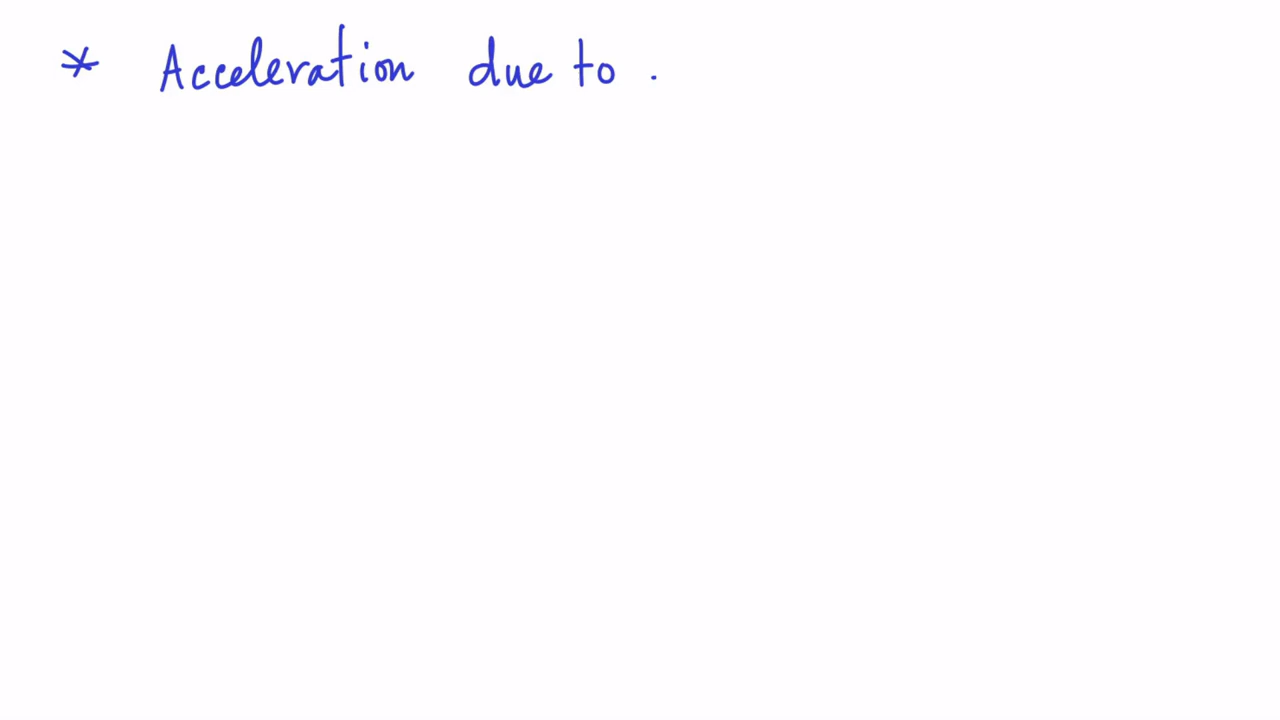 * Acceleration due to .